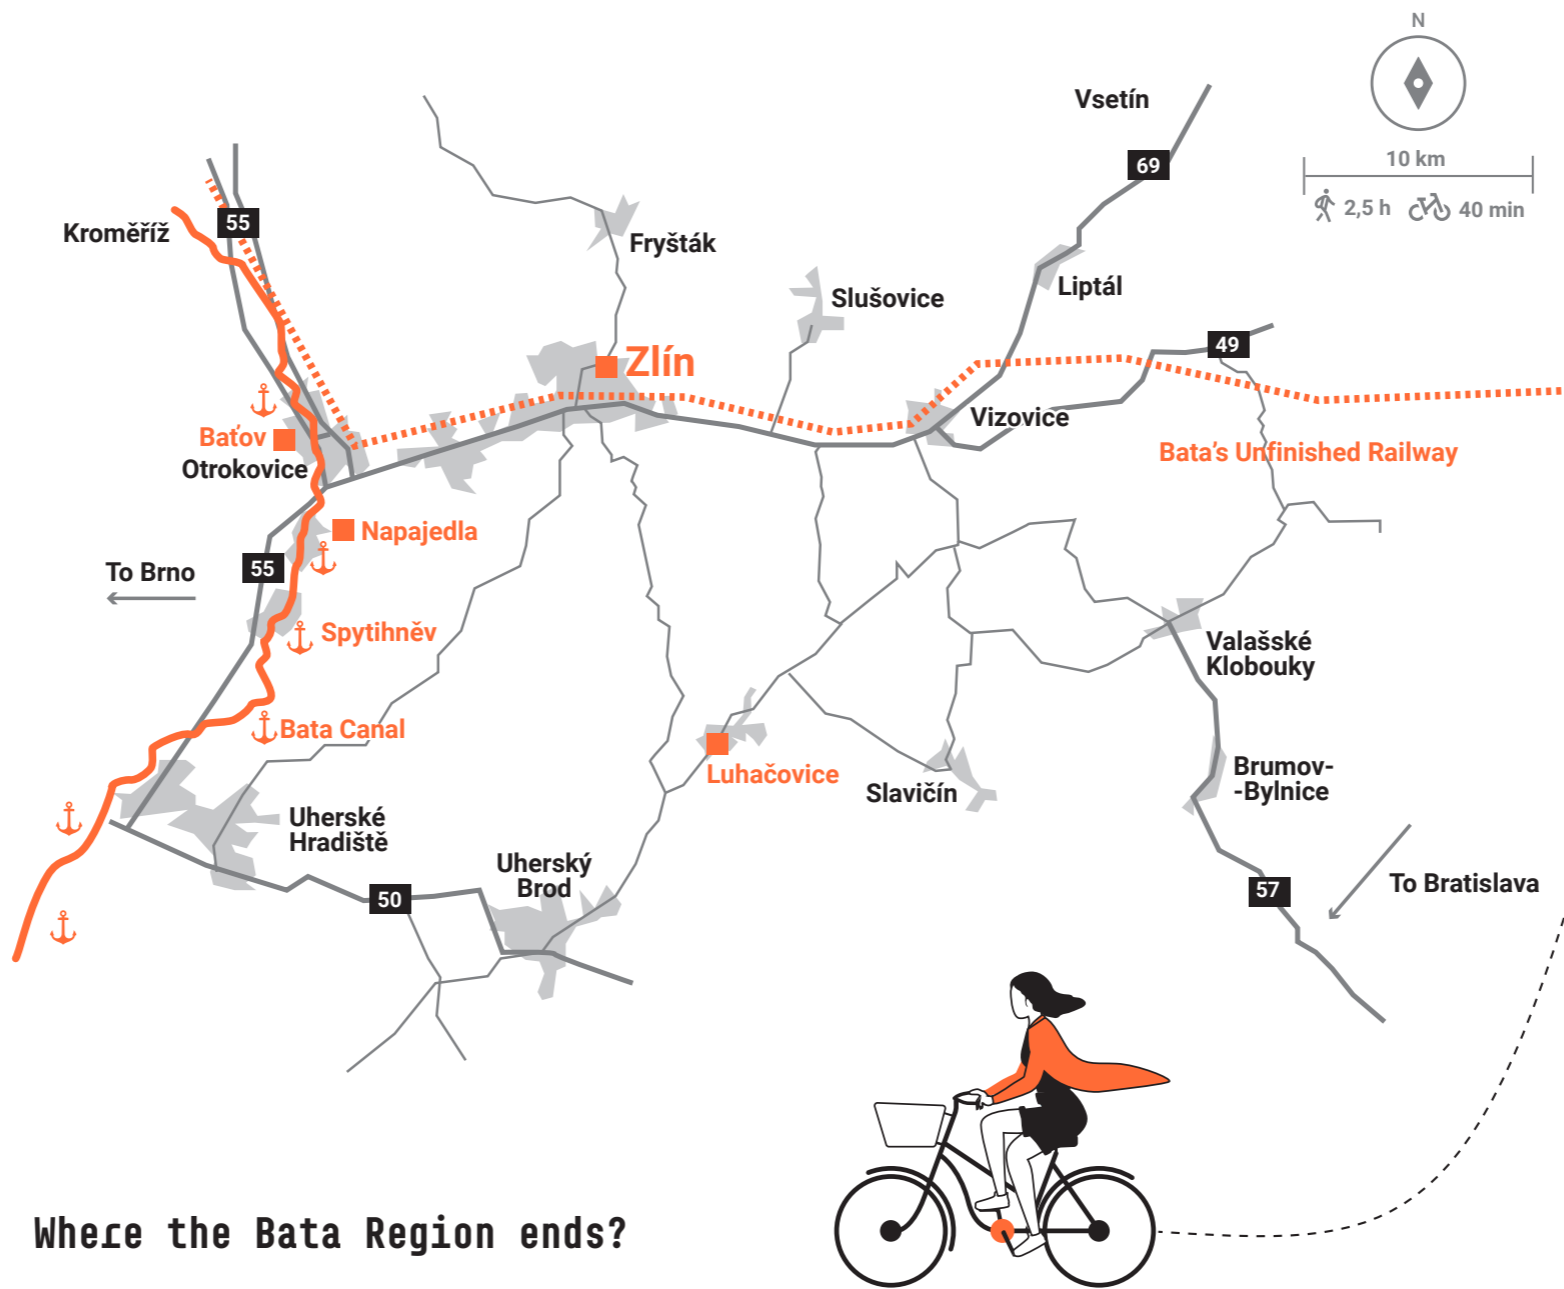 N
Vsetín
69
10 km
2,5 h
40 min
55
Kroměříž
Fryšták
Liptál
Slušovice
49
Zlín
Vizovice
Baťov
Otrokovice
Bata's Unfinished Railway
Napajedla
55
To Brno
Spytihněv
Valašské
Klobouky
Bata Canal
Luhačovice
Brumov-
-Bylnice
Slavičín
Uherské
Hradiště
Uherský
Brod
50
57
To Bratislava
Where the Bata Region ends?